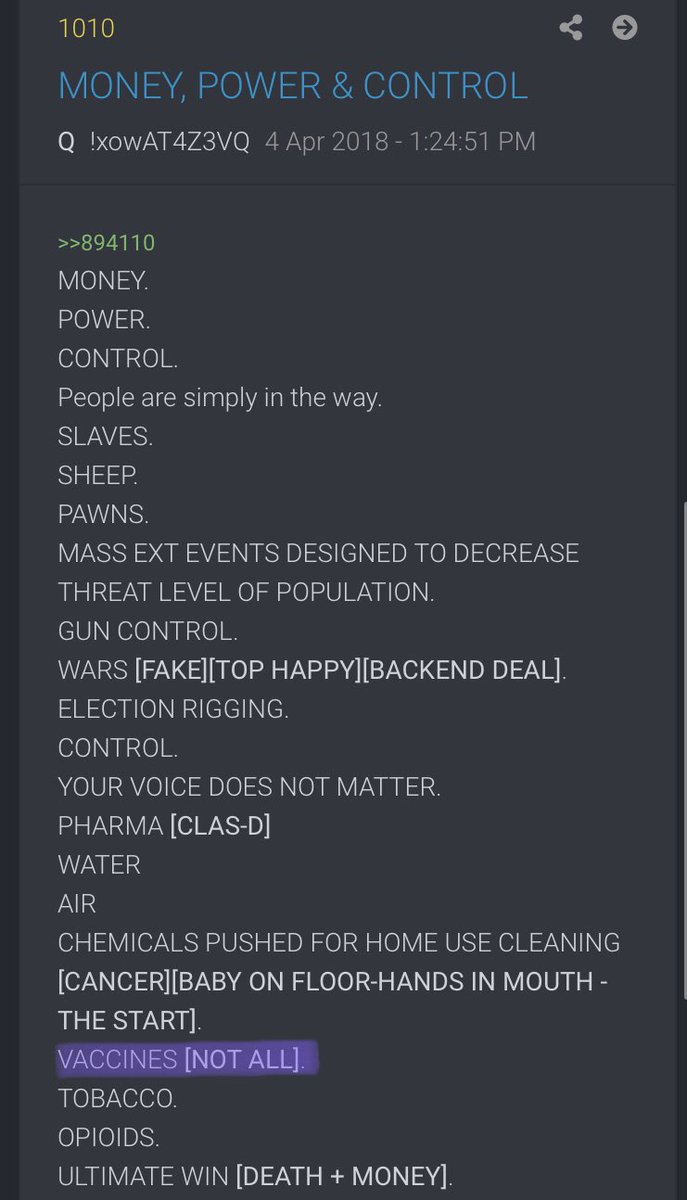 1010
MONEY, POWER & CONTROL
Q !xowAT4Z3VQ 4 Apr 2018 - 1:24:51 PM
>>894110
MONEY.
POWER.
CONTROL.
People are simply in the way.
SLAVES.
SHEEP.
PAWNS.
MASS EXT EVENTS DESIGNED TO DECREASE
THREAT LEVEL OF POPULATION.
GUN CONTROL.
WARS [FAKE][TOP HAPPY][BACKEND DEAL].
ELECTION RIGGING.
CONTROL.
YOUR VOICE DOES NOT MATTER.
PHARMA [CLAS-D]
WATER
AIR
CHEMICALS PUSHED FOR HOME USE CLEANING
[CANCER][BABY ON FLOOR-HANDS IN MOUTH -
THE START].
VACCINES [NOT ALL].
TOBACCO.
OPIOIDS.
ULTIMATE WIN [DEATH + MONEY].